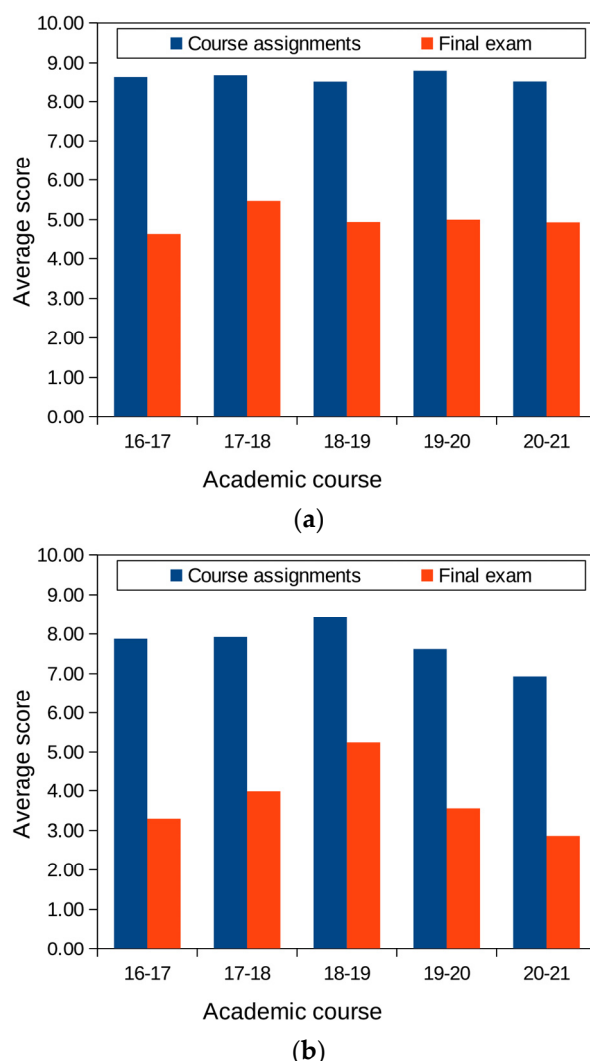 10.00
9.00
8.00
7.00
6.00
5.00
4.00
3.00
2.00
1.00
0.00
Average score
Course assignments Final exam
16-17 17-18 18-19 19-20 20-21
Academic course
(a)
10.00
9.00
8.00
7.00
6.00
5.00
4.00
3.00
2.00
1.00
0.00
Average score
Course assignments Final exam
16-17 17-18 18-19 19-20 20-21
Academic course
(b)